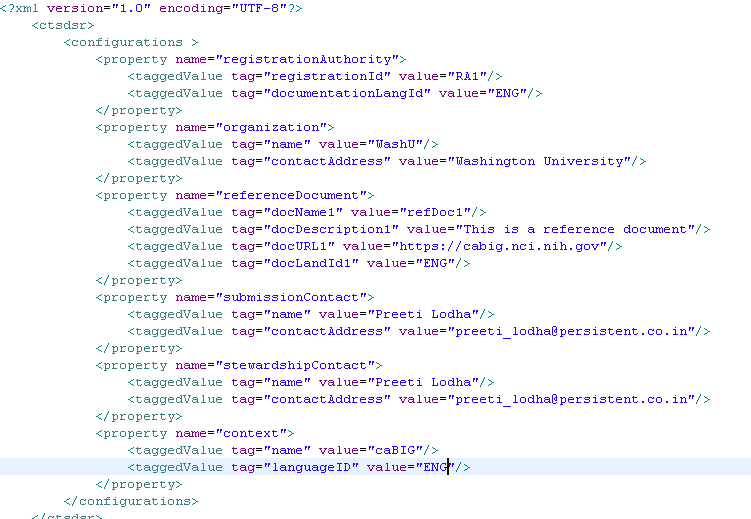 <?xml version="1.0" encoding="UTF-8"?>
    <ctsdsr>
        <configurations >
            <property name="registrationAuthority">
                <taggedValue tag="registrationId" value="RA1"/>
                <taggedValue tag="documentationLangId" value="ENG"/>
            </property>
            <property name="organization">
                <taggedValue tag="name" value="WashU"/>
                <taggedValue tag="contactAddress" value="Washington University"/>
            </property>
            <property name="referenceDocument">
                <taggedValue tag="docName1" value="refDoc1"/>
                <taggedValue tag="docDescription1" value="This is a reference document"/>
                <taggedValue tag="docURL1" value="https://cabig.nci.nih.gov"/>
                <taggedValue tag="docLandId1" value="ENG"/>
            </property>
            <property name="submissionContact">
                <taggedValue tag="name" value="Preeti Lodha"/>
                <taggedValue tag="contactAddress" value="preeti_lodha@persistent.co.in"/>
            </property>
            <property name="stewardshipContact">
                <taggedValue tag="name" value="Preeti Lodha"/>
                <taggedValue tag="contactAddress" value="preeti_lodha@persistent.co.in"/>
            </property>
            <property name="context">
                <taggedValue tag="name" value="caBIG"/>
                <taggedValue tag="languageID" value="ENG"/>
            </property>
        </configurations>
    </ctsdsr>